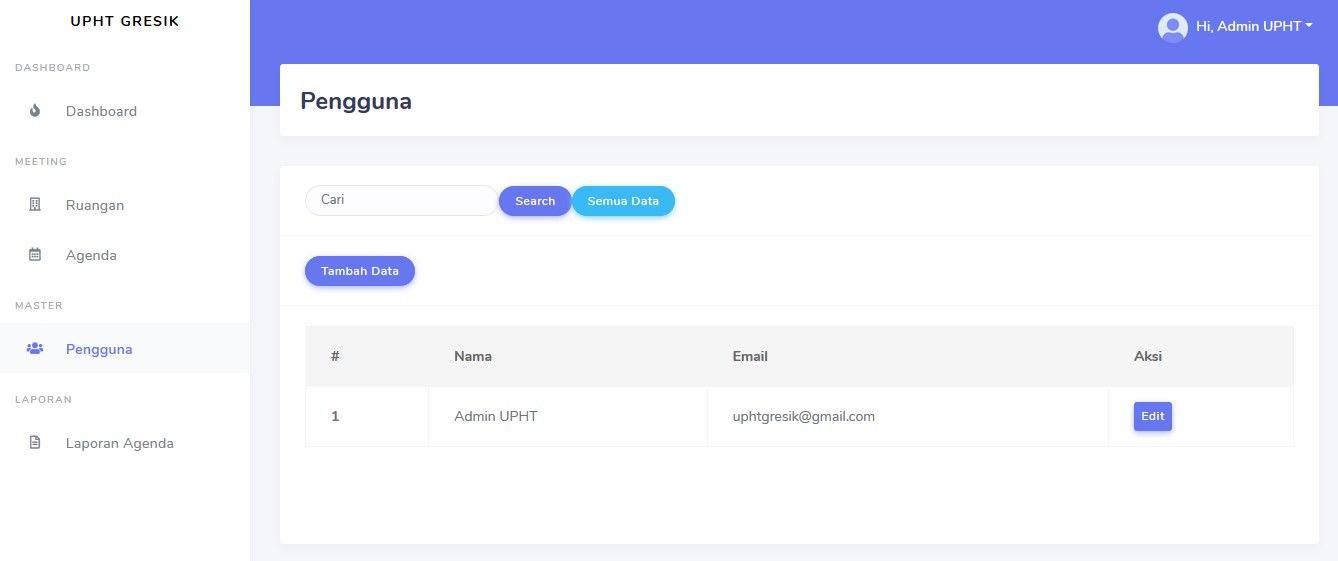 UPHT GRESIK
Hi, Admin UPHT
DASHBOARD
Dashboard
MEETING
Ruangan
Agenda
MASTER
Pengguna
LAPORAN
Laporan Agenda
Pengguna
Cari Search Semua Data
Tambah Data
# Nama Email Aksi
1 Admin UPHT uphtgresik@gmail.com Edit